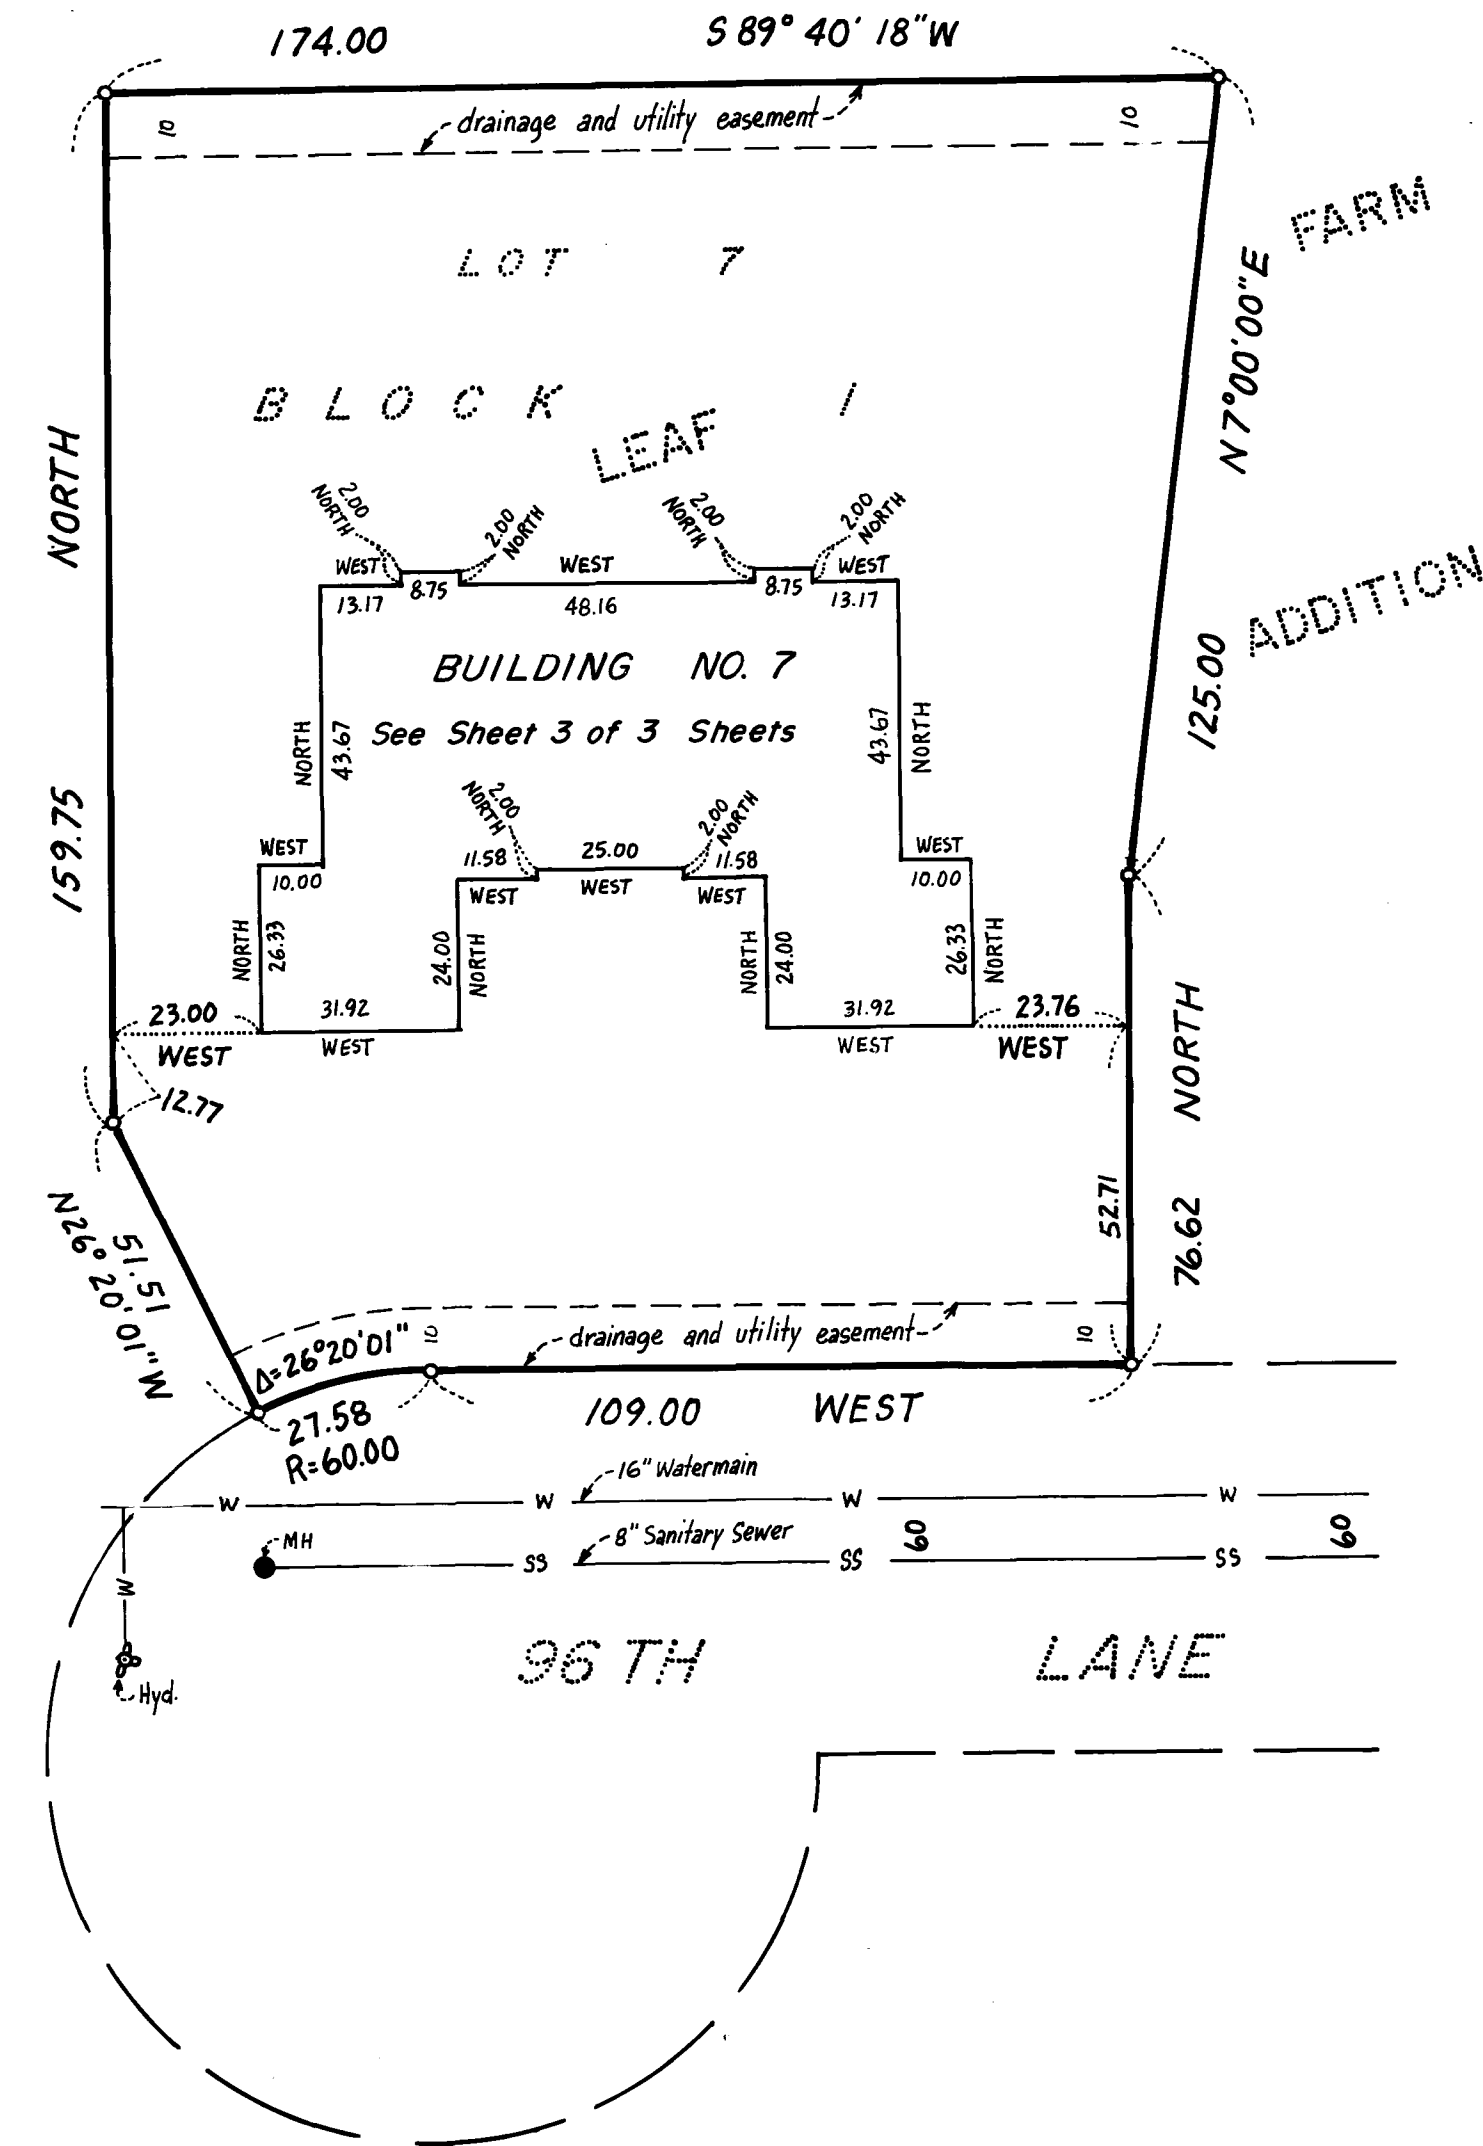 174.00 S 89° 40' 18" W
10 drainage and utility easement 10
FARM
LOT 7
N 7° 00' 00" E
BLOCK 1
LEAF
NORTH
2.00 NORTH
2.00 NORTH
2.00 NORTH
2.00 NORTH
WEST WEST WEST
13.17 8.75 48.16 8.75 13.17
ADDITION
BUILDING NO. 7
See Sheet 3 of 3 Sheets
125.00
NORTH 43.67
43.67 NORTH
2.00 NORTH
2.00 NORTH
159.75
WEST 11.58 25.00 11.58 WEST
10.00 WEST WEST WEST 10.00
NORTH 26.33
24.00 NORTH
NORTH 24.00
26.33 NORTH
23.00 31.92 31.92 23.76
WEST WEST WEST WEST
NORTH
12.77
52.71
76.62
51.51
N 26° 20' 01" W
Δ=26°20'01" 10 drainage and utility easement 10
27.58
R=60.00
109.00 WEST
16" Watermain
W W W W
MH 8" Sanitary Sewer 60 60
SS SS SS
W
96TH LANE
Hyd.